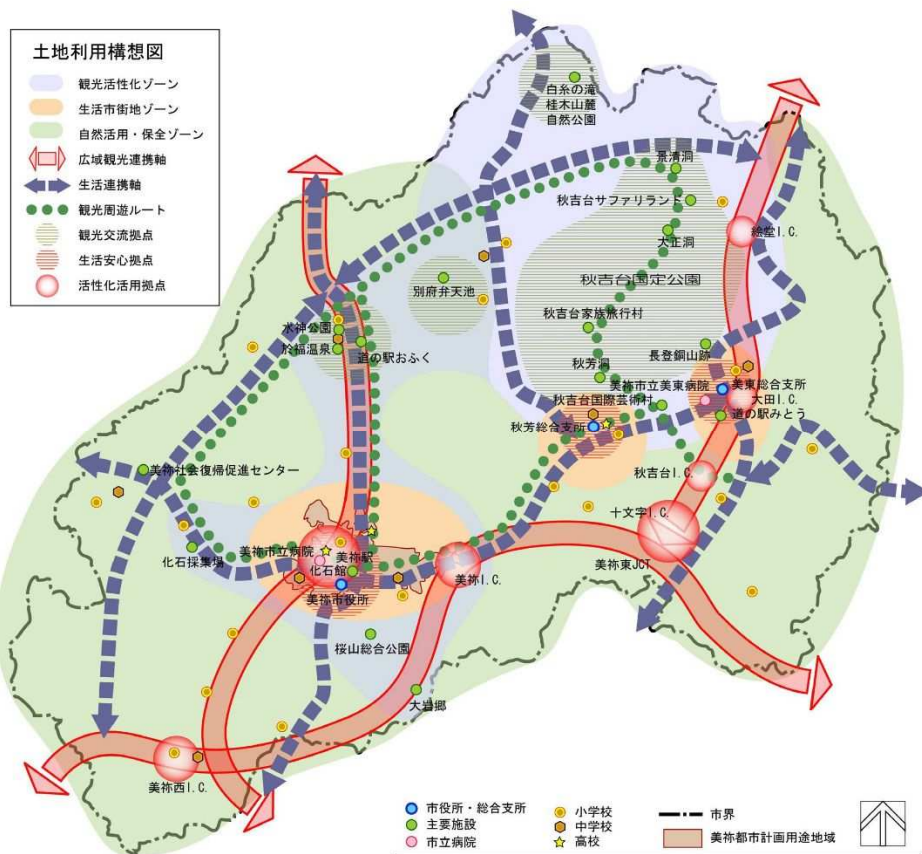 土地利用構想図
観光活性化ゾーン
生活市街地ゾーン
自然活用・保全ゾーン
広域観光連携軸
生活連携軸
観光周遊ルート
観光交流拠点
生活安心拠点
活性化活用拠点
白糸の滝
桂木山麓
自然公園
景清洞
秋吉台サファリランド
大正洞
絵堂I.C.
秋吉台国定公園
別府弁天池
水神公園
於福温泉
道の駅おふく
秋吉台家族旅行村
長登銅山跡
秋芳洞
美祢市立美東病院
美東総合支所
秋吉台国際芸術村
大田I.C.
道の駅みとう
秋芳総合支所
秋吉台I.C.
美祢社会復帰促進センター
十文字I.C.
美祢市立病院
美祢駅
化石採集場
化石館
美祢I.C.
美祢東JCT
美祢市役所
桜山総合公園
大岩郷
美祢西I.C.
市役所・総合支所
主要施設
市立病院
小学校
中学校
高校
市界
美祢都市計画用途地域